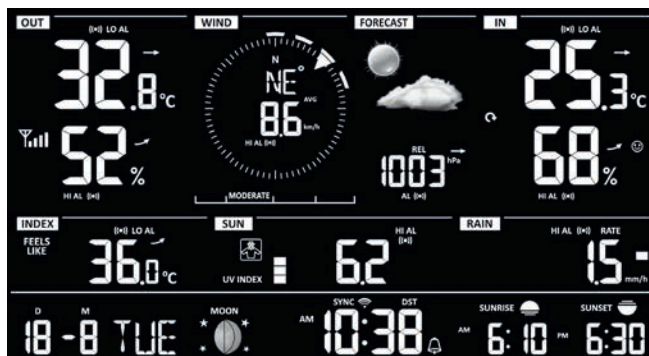 OUT
((•)) LO AL
32.8°C
52%
HI AL ((•))
WIND
N
NE°
AVG
8.6 km/h
HI AL ((•))
MODERATE
FORECAST
REL
1003 hPa
AL ((•))
IN
((•)) LO AL
25.3°C
68%
HI AL ((•))
INDEX
FEELS
LIKE
((•)) LO AL
36.0°C
SUN
UV INDEX
HI AL
((•))
6.2
RAIN
HI AL ((•)) RATE
1.5 mm/h
D M
18-8 TUE
MOON
SYNC DST
AM 10:38
SUNRISE
AM 6:10
SUNSET
PM 6:30